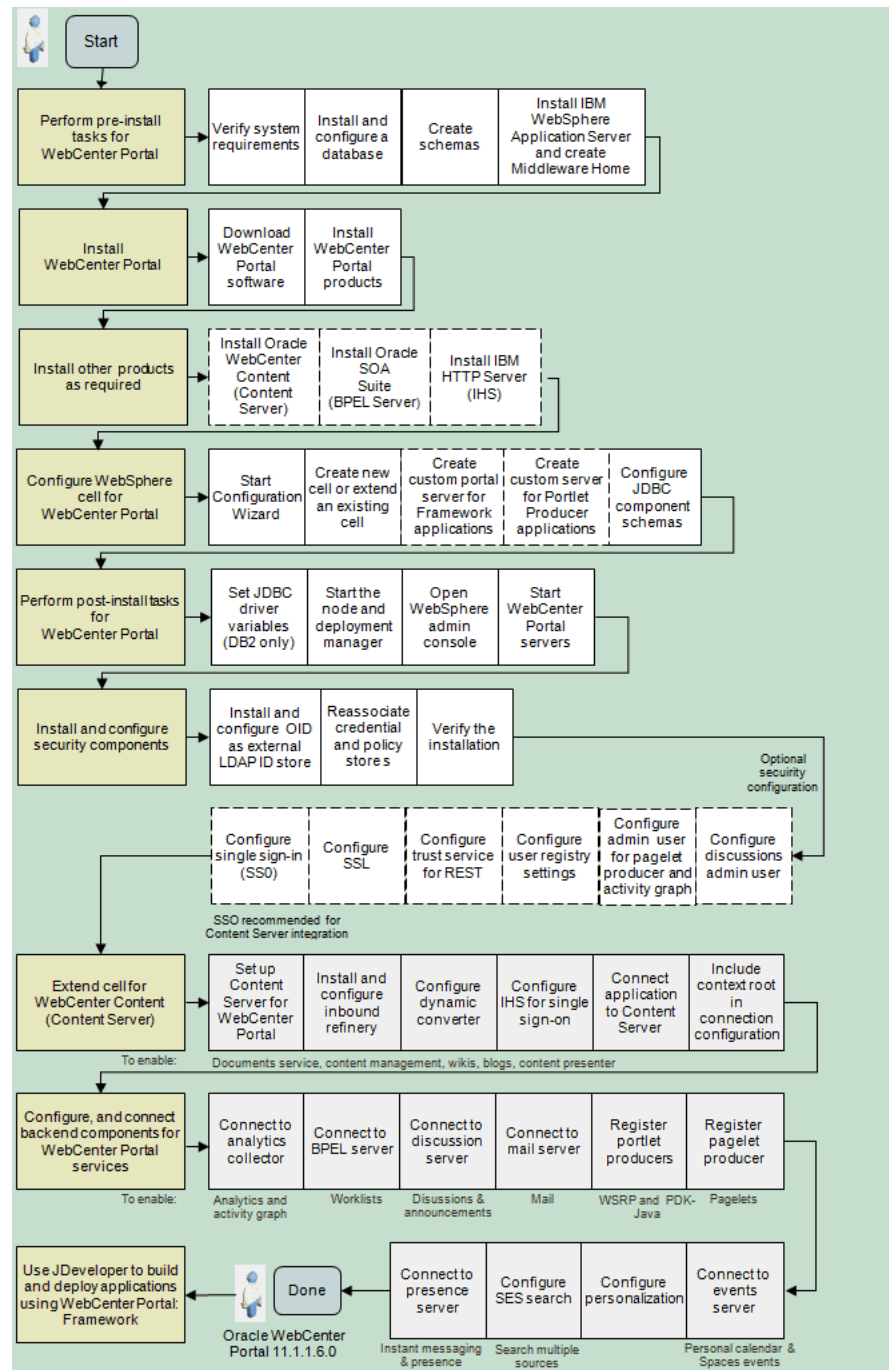 Start
Perform pre-install
tasks for
WebCenter Portal
Verify system
requirements
Install and
configure a
database
Create
schemas
Install IBM
WebSphere
Application Server
and create
Middleware Home
Install
WebCenter Portal
Download
WebCenter
Portal
software
Install
WebCenter
Portal
products
Install other products
as required
Install Oracle
WebCenter
Content
(Content
Server)
Install Oracle
SOA
Suite
(BPEL Server)
Install IBM
HTTP Server
(IHS)
Configure WebSphere
cell for
WebCenter Portal
Start
Configuration
Wizard
Create new
cell or extend
an existing
cell
Create
custom portal
server for
Framework
applications
Create
custom server
for Portlet
Producer
applications
Configure
JDBC
component
schemas
Perform post-install tasks
for
WebCenter Portal
Set JDBC
driver
variables
(DB2 only)
Start the
node and
deployment
manager
Open
WebSphere
admin
console
Start
WebCenter
Portal
servers
Install and configure
security components
Install and
configure OID
as external
LDAP ID store
Reassociate
credential
and policy
stores
Verify the
installation
Optional
secuirity
configuration
Configure
single sign-in
(SS0)
Configure
SSL
Configure
trust service
for REST
Configure
user registry
settings
Configure
admin user
for pagelet
producer and
activity graph
Configure
discussions
admin user
SSO recommended for
Content Server integration
Extend cell for
WebCenter Content
(Content Server)
Set up
Content
Server for
WebCenter
Portal
Install and
configure
inbound
refinery
Configure
dynamic
converter
Configure
IHS for single
sign-on
Connect
application
to Content
Server
Include
context root
in
connection
configuration
To enable:
Documents service, content management, wikis, blogs, content presenter
Configure, and connect
backend components for
WebCenter Portal
services
Connect to
analytics
collector
Connect to
BPEL server
Connect to
discussion
server
Connect to
mail server
Register
portlet
producers
Register
pagelet
producer
To enable:
Analytics and
activity graph
Worklists
Disussions &
announcements
Mail
WSRP and PDK-
Java
Pagelets
Use JDeveloper to build
and deploy applications
using WebCenter Portal:
Framework
Done
Oracle WebCenter
Portal 11.1.1.6.0
Connect to
presence
server
Configure
SES search
Configure
personalization
Connect to
events
server
Instant messaging
& presence
Search multiple
sources
Personal calendar &
Spaces events